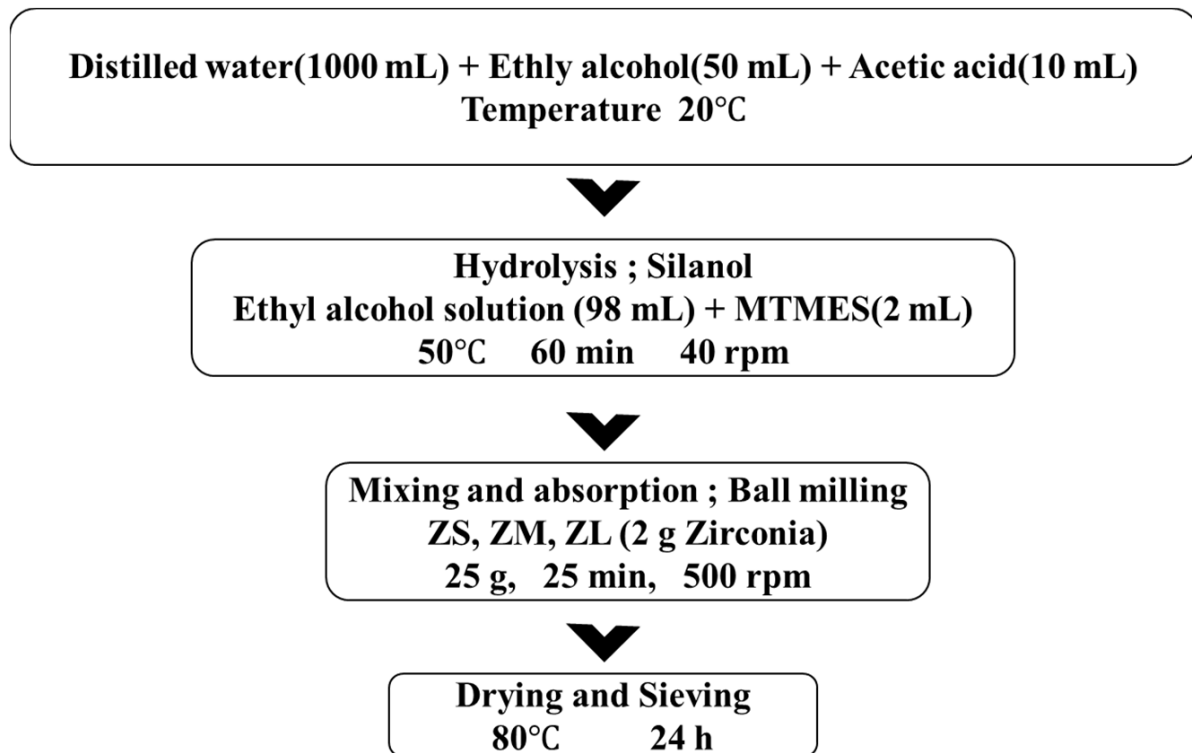 Distilled water(1000 mL) + Ethly alcohol(50 mL) + Acetic acid(10 mL)
Temperature 20℃
Hydrolysis ; Silanol
Ethyl alcohol solution (98 mL) + MTMES(2 mL)
50℃ 60 min 40 rpm
Mixing and absorption ; Ball milling
ZS, ZM, ZL (2 g Zirconia)
25 g, 25 min, 500 rpm
Drying and Sieving
80℃ 24 h